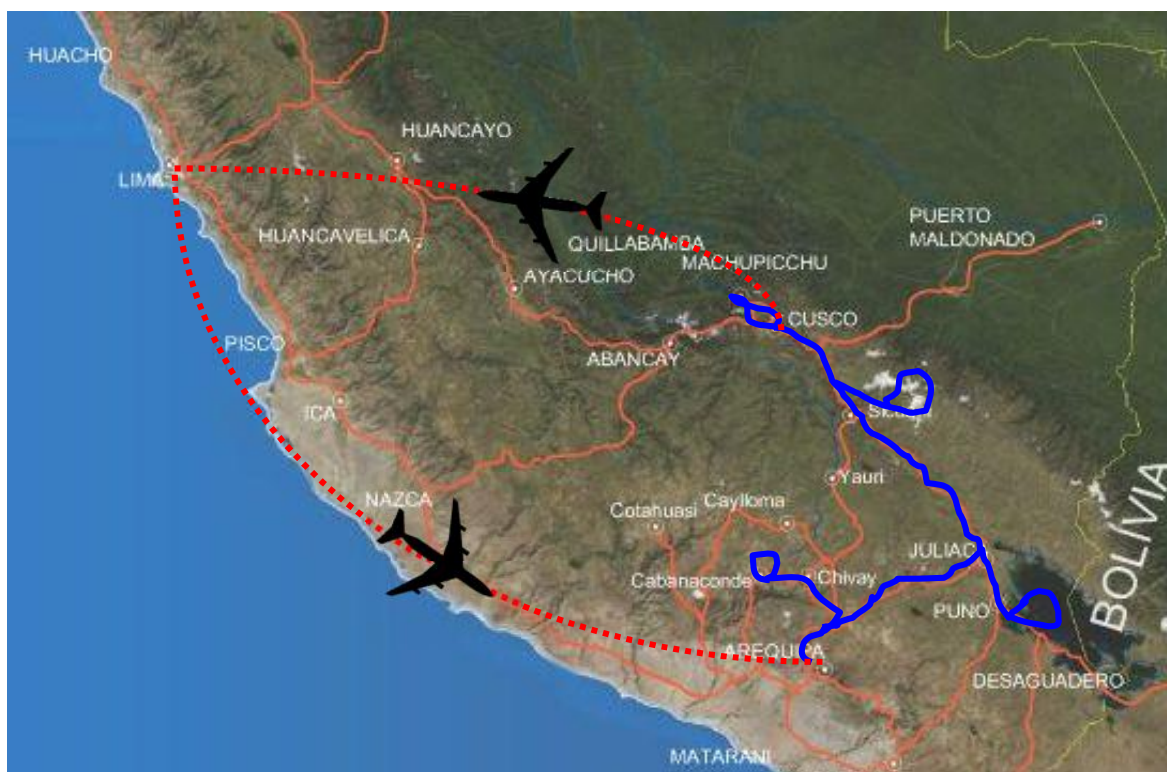 HUACHO
HUANCAYO
LIMA
PUERTO
MALDONADO
HUANCAVELICA
QUILLABAMBA
MACHUPICCHU
AYACUCHO
CUSCO
PISCO
ABANCAY
ICA
Yauri
NAZCA
Cotahuasi
Caylloma
BOLÍVIA
JULIACA
Cabanaconde
Chivay
PUNO
AREQUIPA
DESAGUADERO
MATARANI